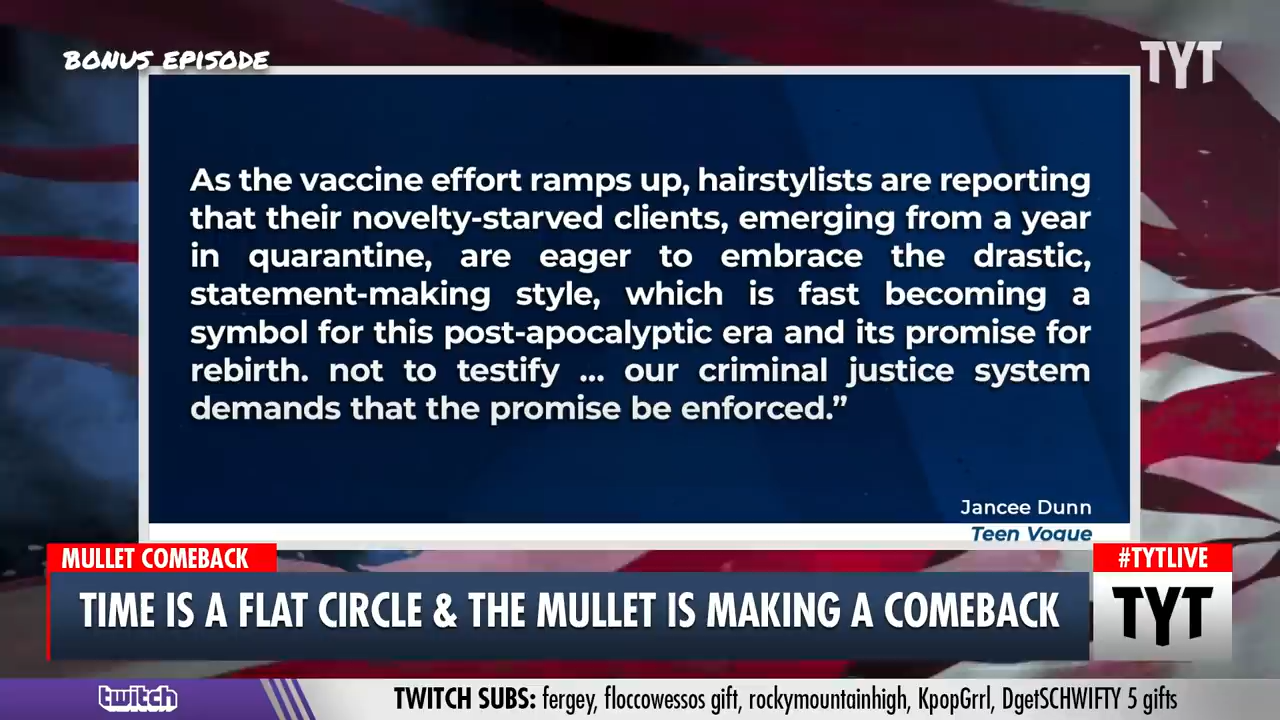 BONUS EPISODE
TYT
As the vaccine effort ramps up, hairstylists are reporting
that their novelty-starved clients, emerging from a year
in quarantine, are eager to embrace the drastic,
statement-making style, which is fast becoming a
symbol for this post-apocalyptic era and its promise for
rebirth. not to testify ... our criminal justice system
demands that the promise be enforced.”
Jancee Dunn
Teen Vogue
MULLET COMEBACK
#TYTLIVE
TIME IS A FLAT CIRCLE & THE MULLET IS MAKING A COMEBACK
TYT
twitch
TWITCH SUBS: fergey, floccowessos gift, rockymountainhigh, KpopGrrl, DgetSCHWIFTY 5 gifts